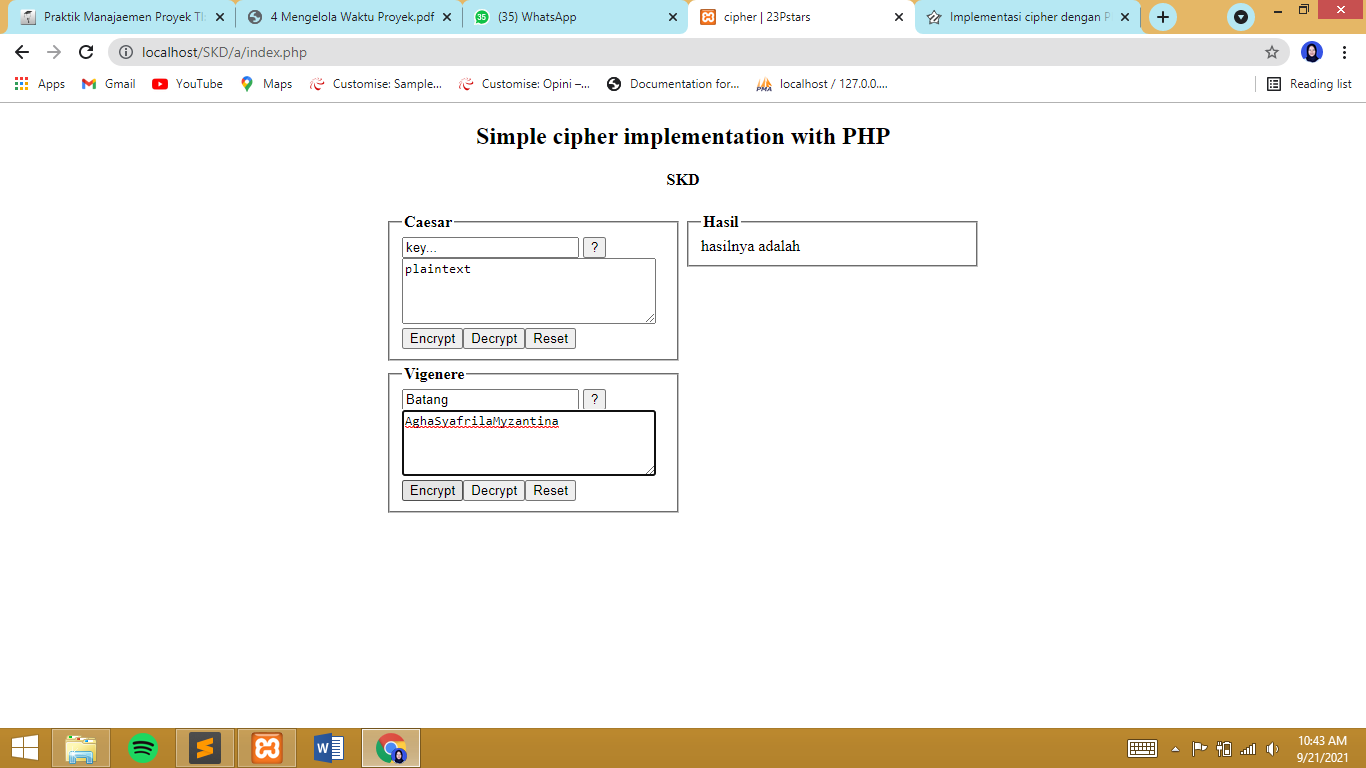 Praktik Manajaemen Proyek TI:
4 Mengelola Waktu Proyek.pdf
35
(35) WhatsApp
cipher | 23Pstars
Implementasi cipher dengan P
localhost/SKD/a/index.php
Apps
Gmail
YouTube
Maps
Customise: Sample...
Customise: Opini –...
Documentation for...
PMA
localhost / 127.0.0....
Reading list
Simple cipher implementation with PHP
SKD
Caesar
key...
?
plaintext
Encrypt Decrypt Reset
Hasil
hasilnya adalah
Vigenere
Batang
?
AghaSyafrilaMyzantina
Encrypt Decrypt Reset
10:43 AM
9/21/2021